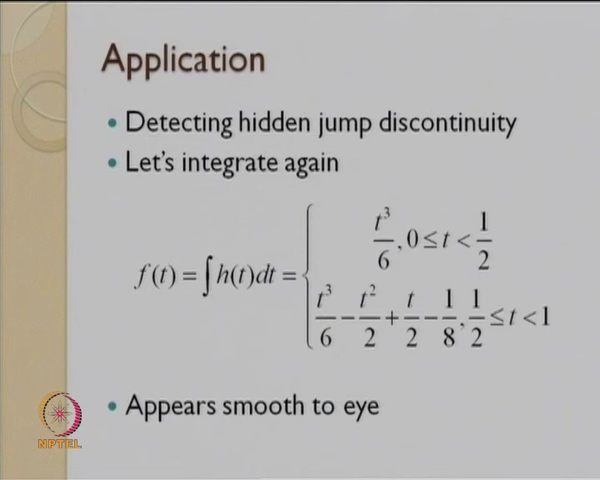 Application
• Detecting hidden jump discontinuity
• Let's integrate again
f(t) = ∫h(t)dt = { t³/6, 0 ≤ t < 1/2
t³/6 − t²/2 + t/2 − 1/8, 1/2 ≤ t < 1
• Appears smooth to eye
NPTEL